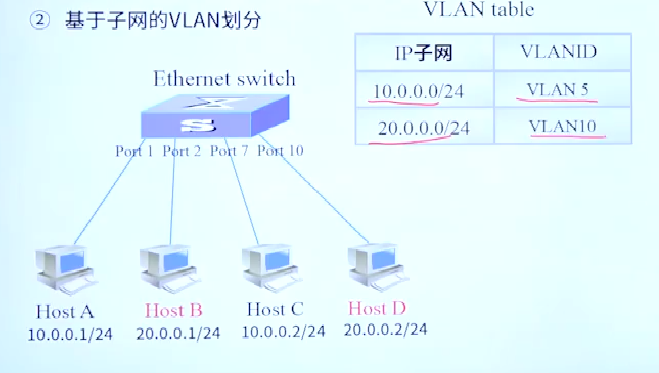 ② 基于子网的VLAN划分
VLAN table
IP子网 VLANID
10.0.0.0/24 VLAN 5
20.0.0.0/24 VLAN10
Ethernet switch
S
Port 1 Port 2 Port 7 Port 10
Host A Host B Host C Host D
10.0.0.1/24 20.0.0.1/24 10.0.0.2/24 20.0.0.2/24